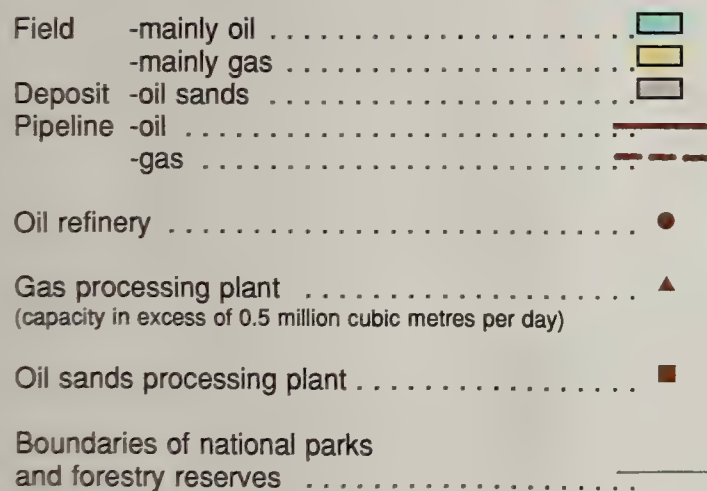 Field -mainly oil . . . . . . . . . . . . . . . . . . . . . . . . . . . . .
-mainly gas . . . . . . . . . . . . . . . . . . . . . . . . . . . .
Deposit -oil sands . . . . . . . . . . . . . . . . . . . . . . . . . . . . .
Pipeline -oil . . . . . . . . . . . . . . . . . . . . . . . . . . . . . . . . . . .
-gas . . . . . . . . . . . . . . . . . . . . . . . . . . . . . . . . . .
Oil refinery . . . . . . . . . . . . . . . . . . . . . . . . . . . . . . . . . . . .
Gas processing plant . . . . . . . . . . . . . . . . . . . . . . . . . .
(capacity in excess of 0.5 million cubic metres per day)
Oil sands processing plant . . . . . . . . . . . . . . . . . . . . . .
Boundaries of national parks
and forestry reserves . . . . . . . . . . . . . . . . . . . . . . . . . .